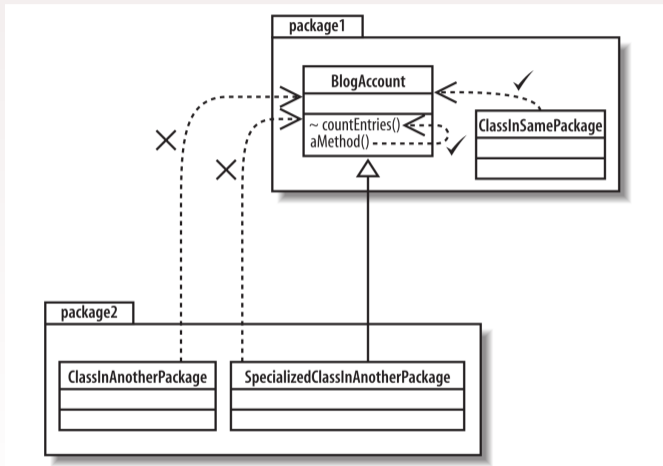 package1
BlogAccount
~ countEntries()
aMethod()
ClassInSamePackage
package2
ClassInAnotherPackage
SpecializedClassInAnotherPackage